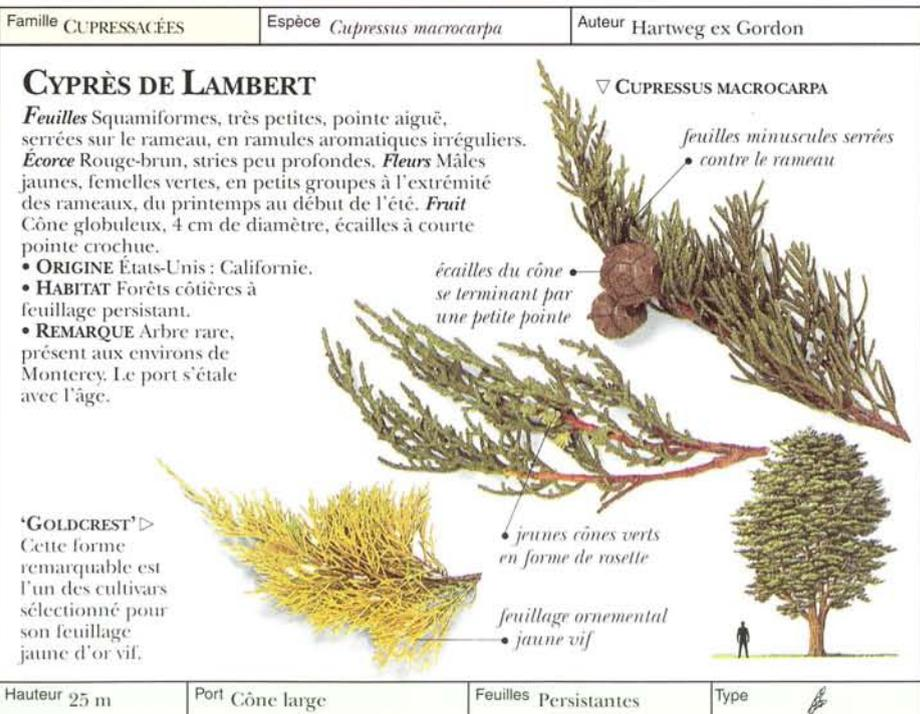 Famille CUPRESSACÉES
Espèce Cupressus macrocarpa
Auteur Hartweg ex Gordon
CYPRÈS DE LAMBERT
Feuilles Squamiformes, très petites, pointe aiguë,
serrées sur le rameau, en ramules aromatiques irréguliers.
Écorce Rouge-brun, stries peu profondes. Fleurs Mâles
jaunes, femelles vertes, en petits groupes à l'extrémité
des rameaux, du printemps au début de l'été. Fruit
Cône globuleux, 4 cm de diamètre, écailles à courte
pointe crochue.
• ORIGINE États-Unis : Californie.
• HABITAT Forêts côtières à
feuillage persistant.
• REMARQUE Arbre rare,
présent aux environs de
Monterey. Le port s'étale
avec l'âge.
▽ CUPRESSUS MACROCARPA
feuilles minuscules serrées
• contre le rameau
écailles du cône •
se terminant par
une petite pointe
• jeunes cônes verts
en forme de rosette
'GOLDCREST' ▷
Cette forme
remarquable est
l'un des cultivars
sélectionné pour
son feuillage
jaune d'or vif.
feuillage ornemental
• jaune vif
Hauteur 25 m
Port Cône large
Feuilles Persistantes
Type